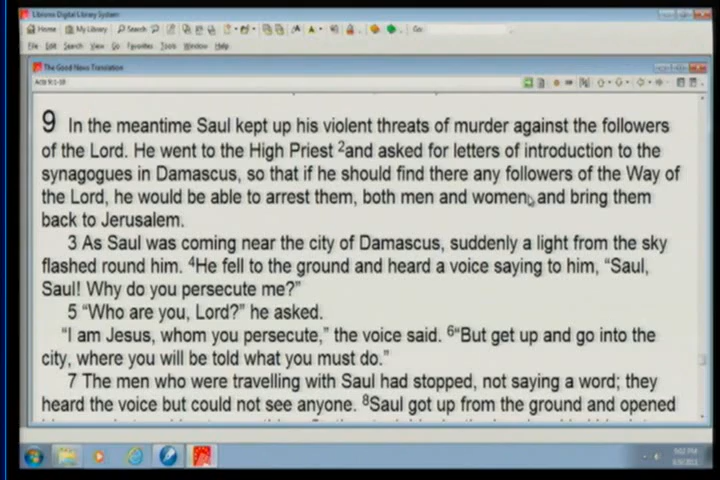 Libronix Digital Library System
Home My Library Search Go:
File Edit Search View Go Favorites Tools Window Help
The Good News Translation
Acts 9:1-19
9 In the meantime Saul kept up his violent threats of murder against the followers
of the Lord. He went to the High Priest ²and asked for letters of introduction to the
synagogues in Damascus, so that if he should find there any followers of the Way of
the Lord, he would be able to arrest them, both men and women, and bring them
back to Jerusalem.
3 As Saul was coming near the city of Damascus, suddenly a light from the sky
flashed round him. ⁴He fell to the ground and heard a voice saying to him, “Saul,
Saul! Why do you persecute me?”
5 “Who are you, Lord?” he asked.
“I am Jesus, whom you persecute,” the voice said. ⁶“But get up and go into the
city, where you will be told what you must do.”
7 The men who were travelling with Saul had stopped, not saying a word; they
heard the voice but could not see anyone. ⁸Saul got up from the ground and opened